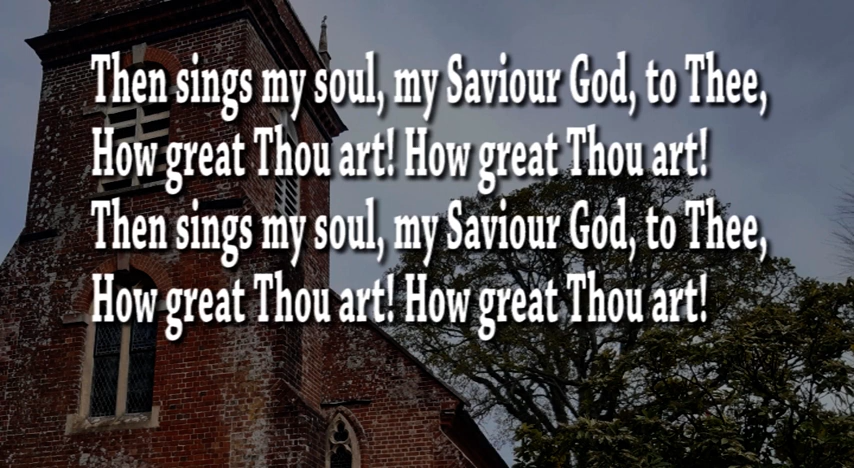 Then sings my soul, my Saviour God, to Thee,
How great Thou art! How great Thou art!
Then sings my soul, my Saviour God, to Thee,
How great Thou art! How great Thou art!